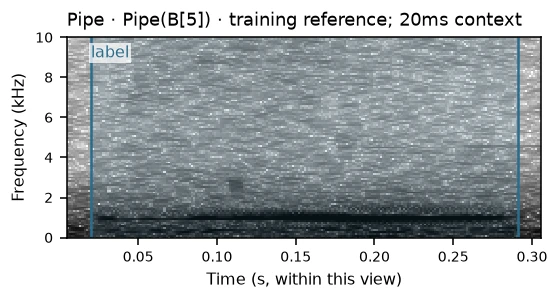 Pipe · Pipe(B[5]) · training reference; 20ms context
label
10
8
6
4
2
0
Frequency (kHz)
0.05 0.10 0.15 0.20 0.25 0.30
Time (s, within this view)